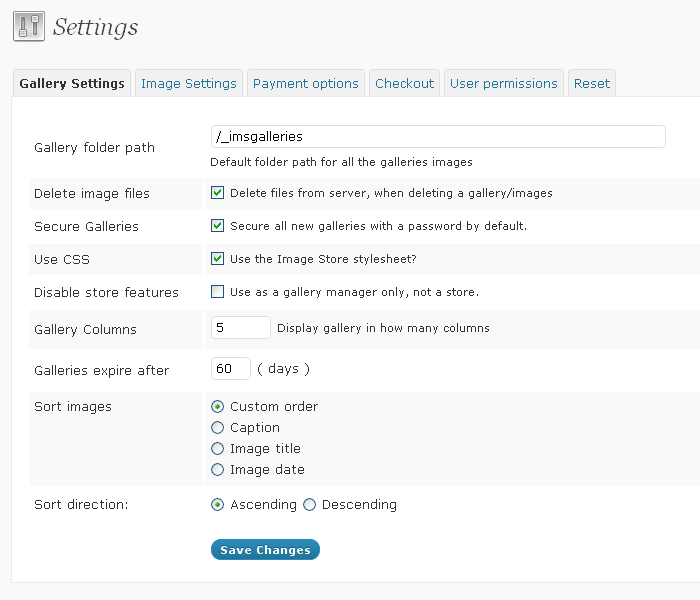 Settings
Gallery Settings Image Settings Payment options Checkout User permissions Reset
Gallery folder path /_imsgalleries
Default folder path for all the galleries images
Delete image files Delete files from server, when deleting a gallery/images
Secure Galleries Secure all new galleries with a password by default.
Use CSS Use the Image Store stylesheet?
Disable store features Use as a gallery manager only, not a store.
Gallery Columns 5 Display gallery in how many columns
Galleries expire after 60 ( days )
Sort images Custom order
Caption
Image title
Image date
Sort direction: Ascending Descending
Save Changes